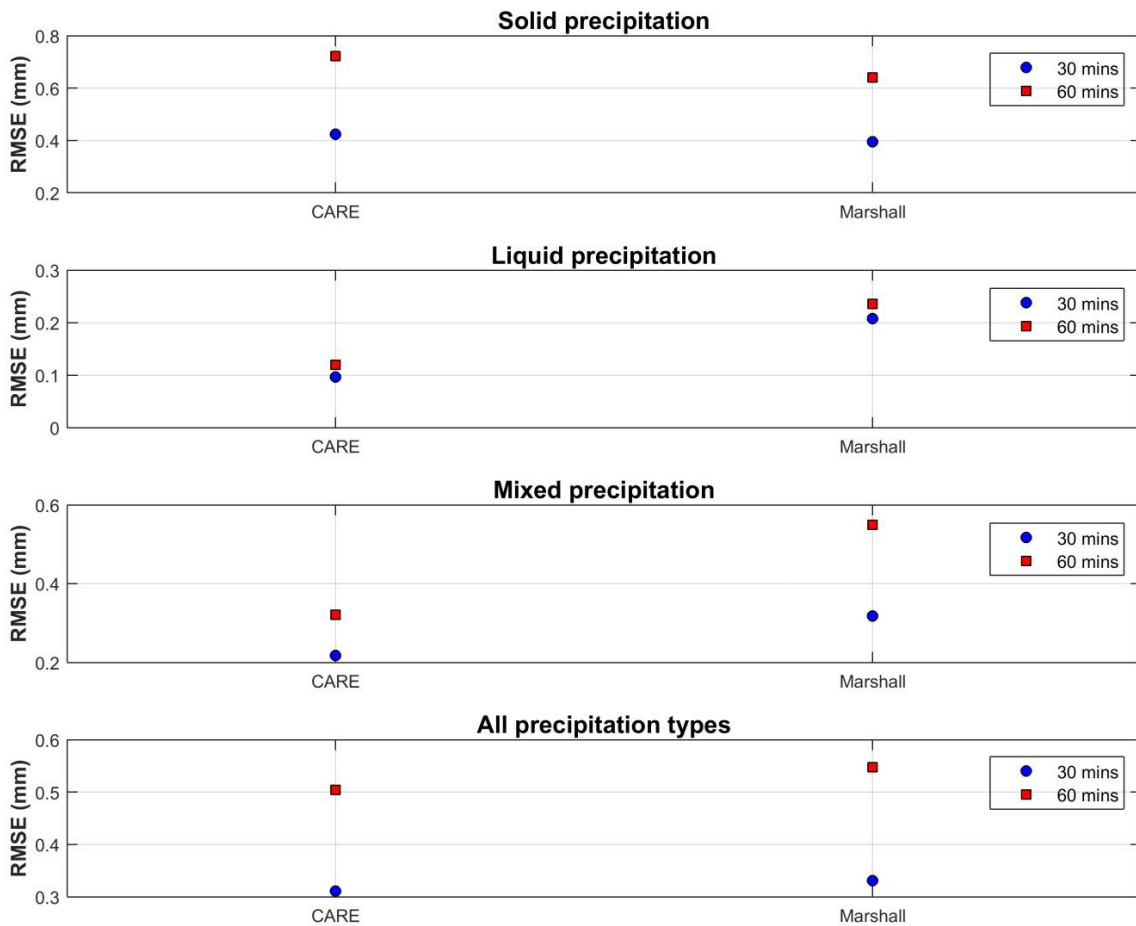 Solid precipitation
0.8
0.6
0.4
0.2
RMSE (mm)
30 mins
60 mins
CARE
Marshall
Liquid precipitation
0.3
0.2
0.1
0
RMSE (mm)
30 mins
60 mins
CARE
Marshall
Mixed precipitation
0.6
0.4
0.2
RMSE (mm)
30 mins
60 mins
CARE
Marshall
All precipitation types
0.6
0.5
0.4
0.3
RMSE (mm)
30 mins
60 mins
CARE
Marshall